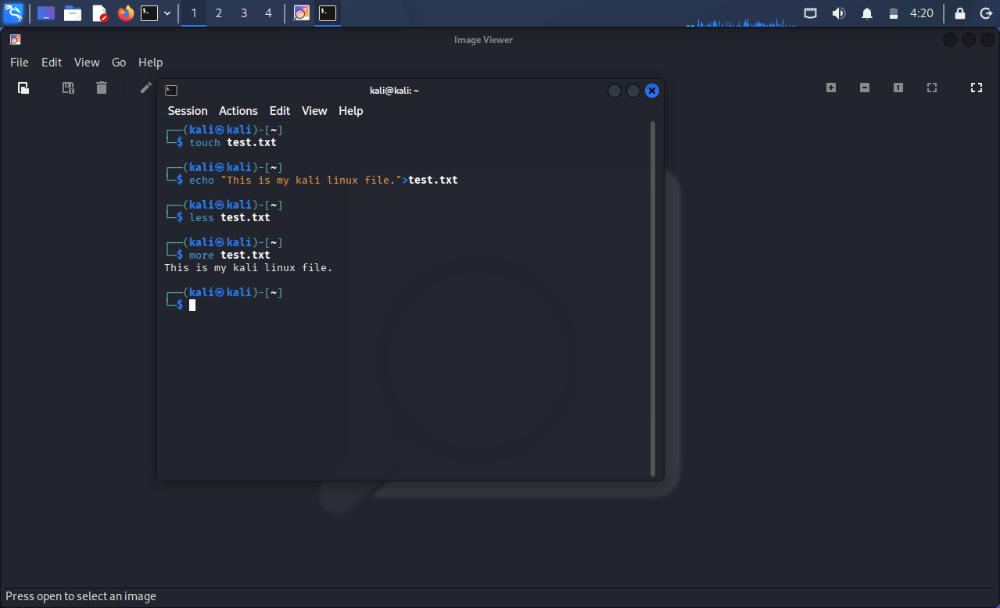 1 2 3 4 4:20
Image Viewer
File Edit View Go Help
kali@kali: ~
Session Actions Edit View Help
┌──(kali㉿kali)-[~]
└─$ touch test.txt
┌──(kali㉿kali)-[~]
└─$ echo "This is my kali linux file.">test.txt
┌──(kali㉿kali)-[~]
└─$ less test.txt
┌──(kali㉿kali)-[~]
└─$ more test.txt
This is my kali linux file.
┌──(kali㉿kali)-[~]
└─$
Press open to select an image